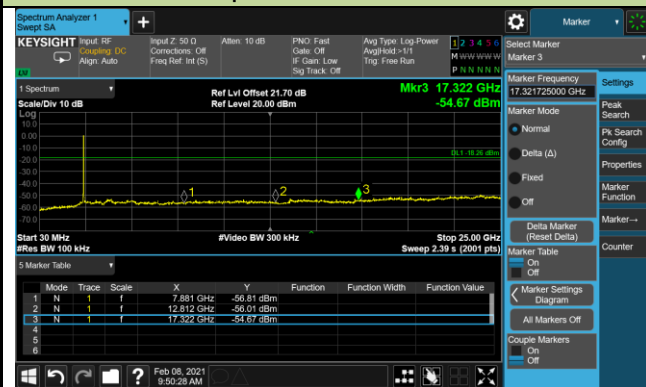 Spectrum Analyzer 1
Swept SA
Marker
KEYSIGHT
Input: RF
Coupling: DC
Align: Auto
Input Z: 50 Ω
Corrections: Off
Freq Ref: Int (S)
Atten: 10 dB
PNO: Fast
Gate: Off
IF Gain: Low
Sig Track: Off
Avg Type: Log-Power
Avg|Hold:>1/1
Trig: Free Run
1 2 3 4 5 6
M W W W W W
P N N N N N
Select Marker
Marker 3
1 Spectrum
Scale/Div 10 dB
Ref Lvl Offset 21.70 dB
Ref Level 20.00 dBm
Mkr3 17.322 GHz
-54.67 dBm
Log
10.0
0.00
-10.0
-20.0
-30.0
-40.0
-50.0
-60.0
-70.0
DL1 -18.26 dBm
1
2
3
Start 30 MHz
#Res BW 100 kHz
#Video BW 300 kHz
Stop 25.00 GHz
Sweep 2.39 s (2001 pts)
5 Marker Table
Mode Trace Scale X Y Function Function Width Function Value
1 N 1 f 7.881 GHz -56.81 dBm
2 N 1 f 12.812 GHz -56.01 dBm
3 N 1 f 17.322 GHz -54.67 dBm
4
5
6
Marker Frequency
17.321725000 GHz
Marker Mode
Normal
Delta (Δ)
Fixed
Off
Delta Marker
(Reset Delta)
Marker Table
On
Off
Marker Settings
Diagram
All Markers Off
Couple Markers
On
Off
Settings
Peak
Search
Pk Search
Config
Properties
Marker
Function
Marker→
Counter
Feb 08, 2021
9:50:28 AM